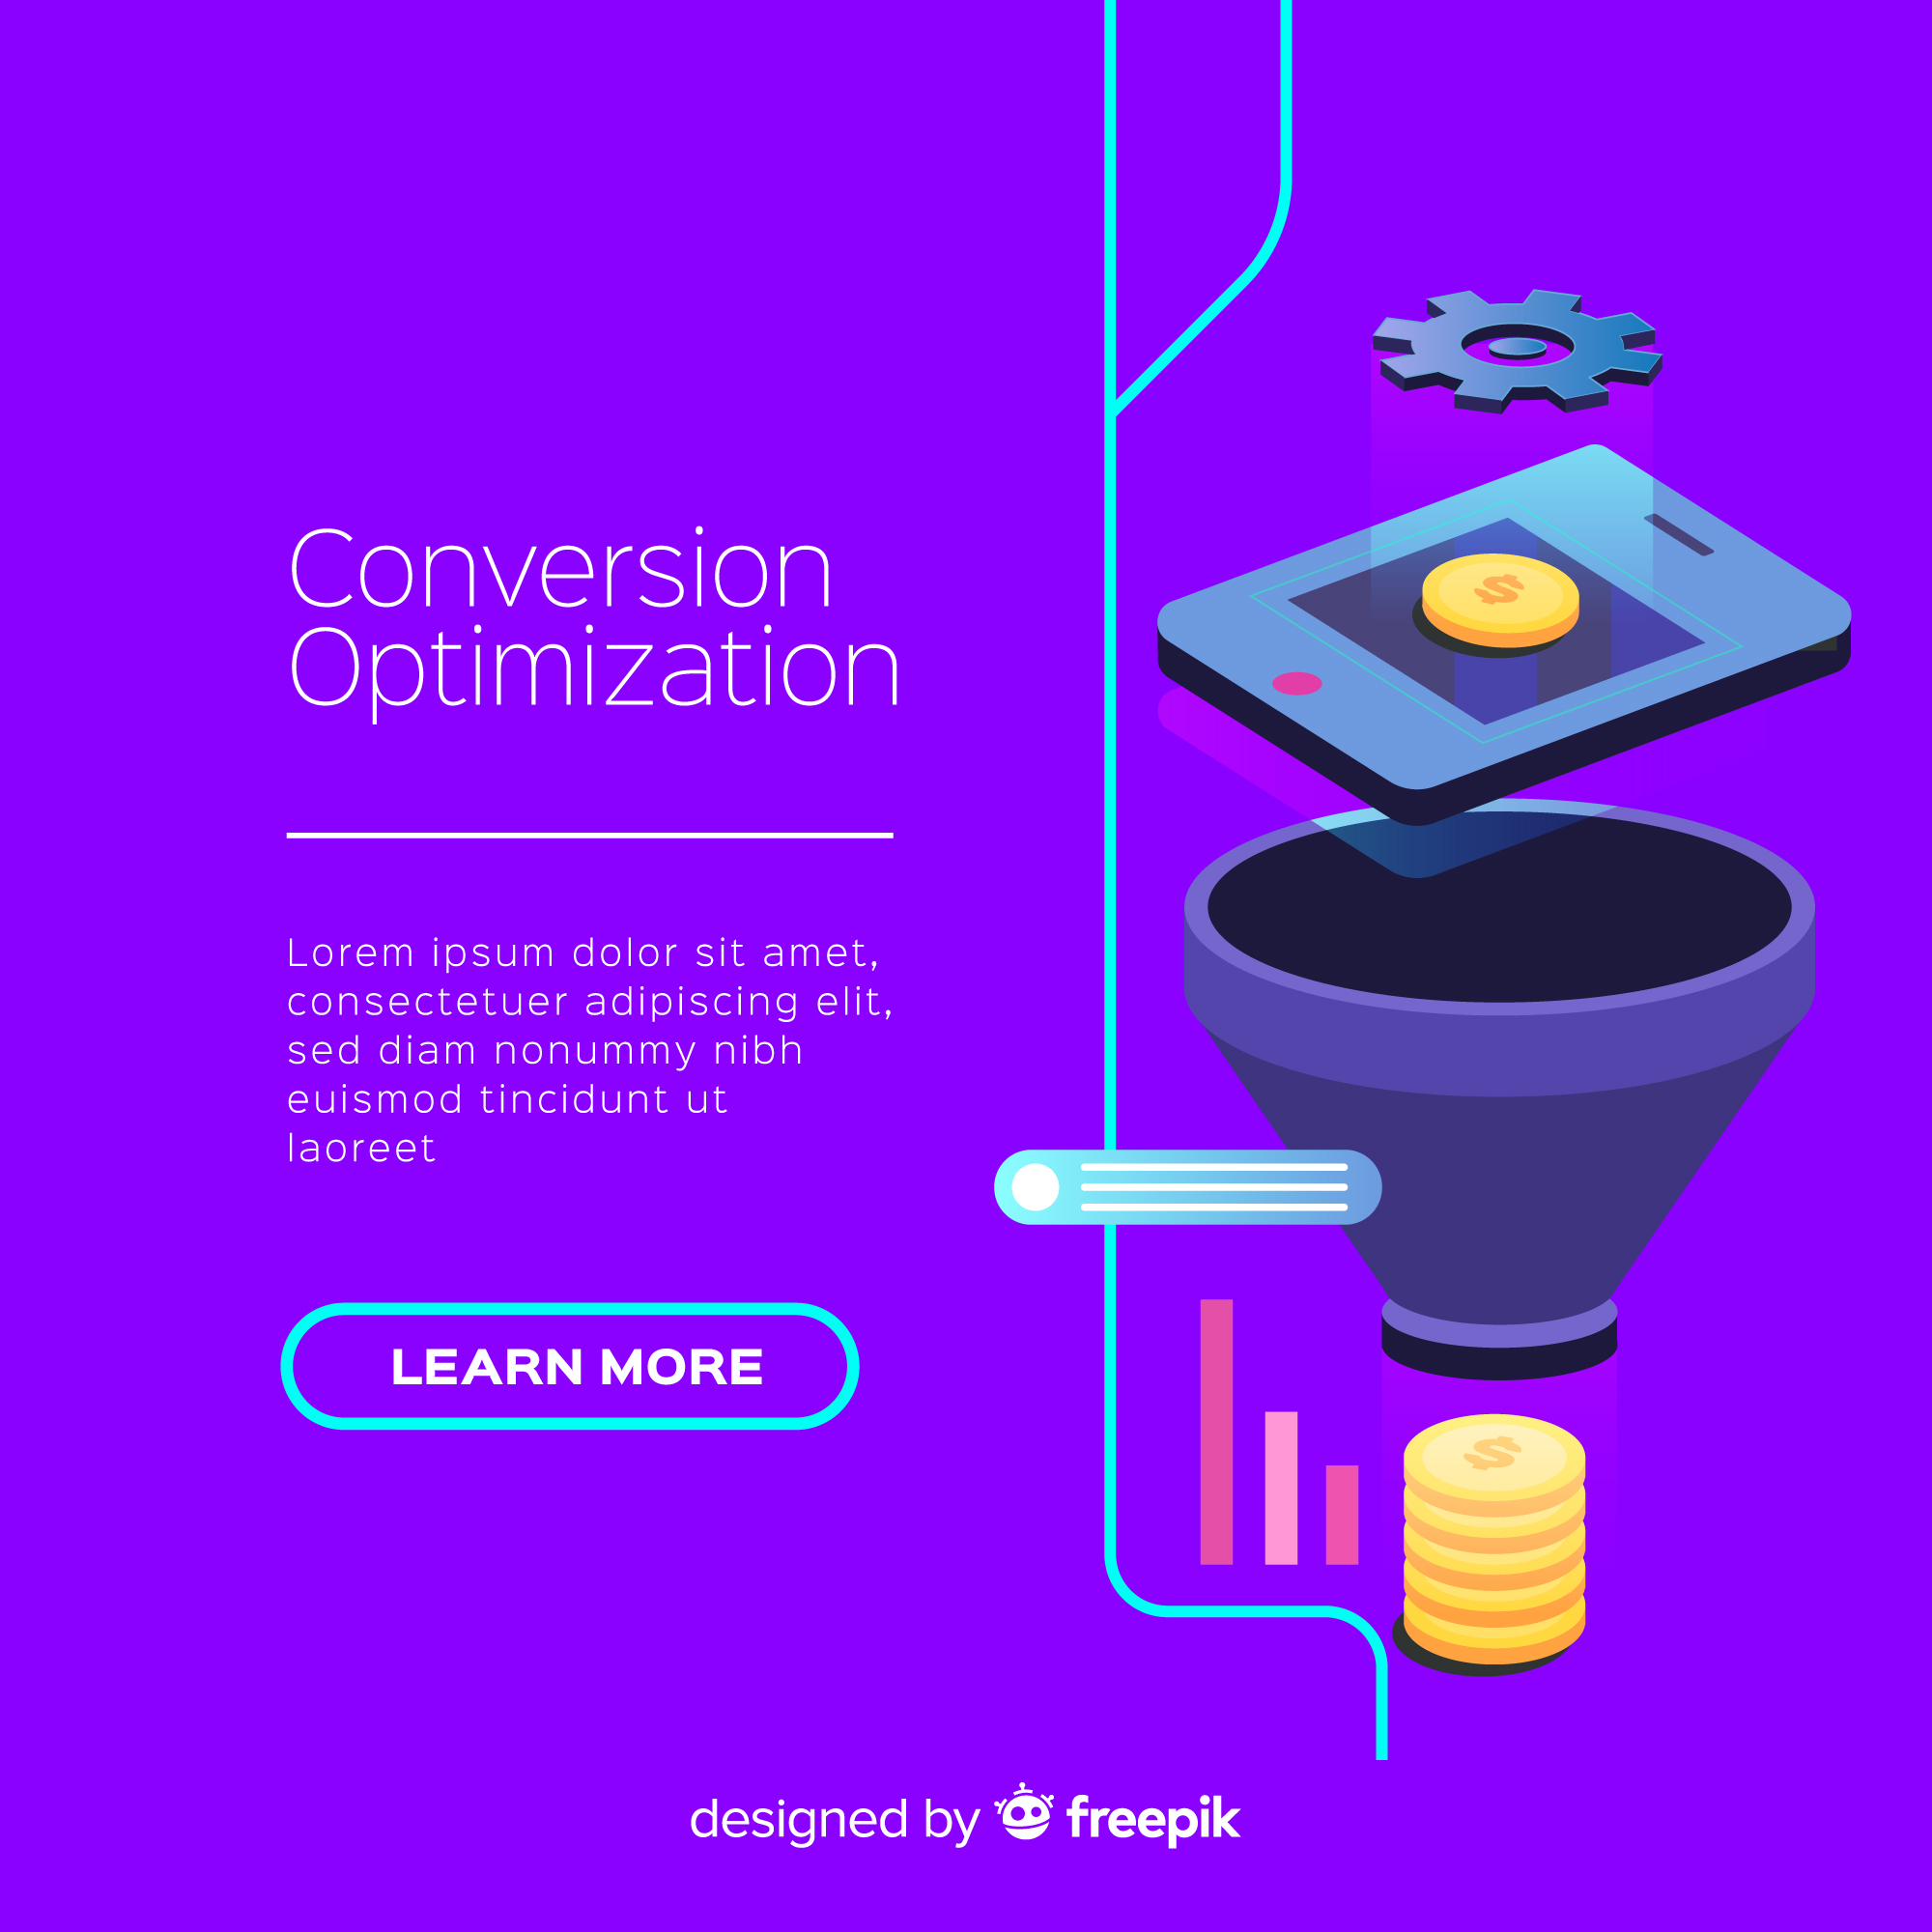 Conversion
Optimization
Lorem ipsum dolor sit amet,
consectetuer adipiscing elit,
sed diam nonummy nibh
euismod tincidunt ut
laoreet
LEARN MORE
$
$
designed by freepik